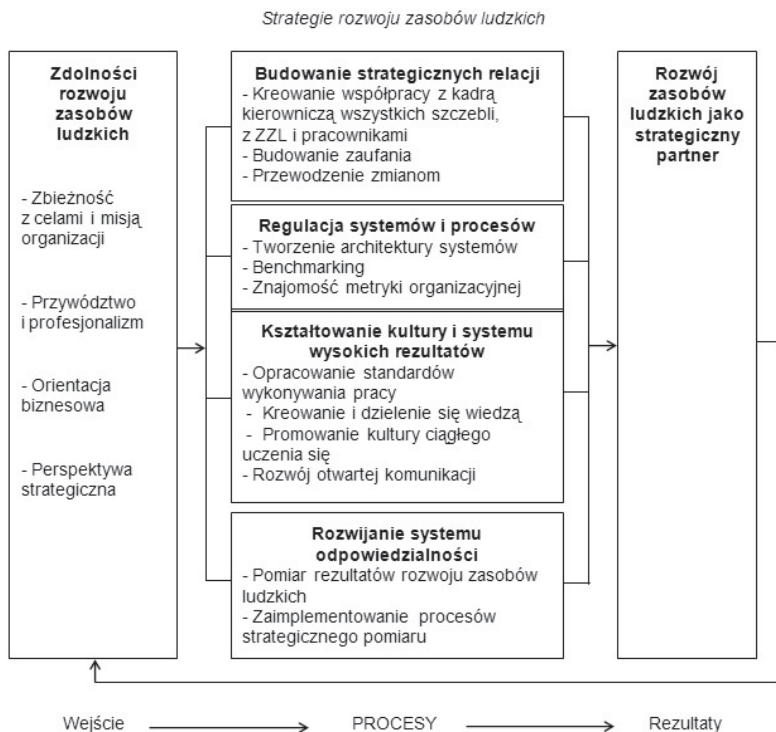 Strategie rozwoju zasobów ludzkich
Zdolności
rozwoju
zasobów
ludzkich
- Zbieżność
z celami i misją
organizacji
- Przywództwo
i profesjonalizm
- Orientacja
biznesowa
- Perspektywa
strategiczna
Budowanie strategicznych relacji
- Kreowanie współpracy z kadrą
kierowniczą wszystkich szczebli,
z ZZL i pracownikami
- Budowanie zaufania
- Przewodzenie zmianom
Regulacja systemów i procesów
- Tworzenie architektury systemów
- Benchmarking
- Znajomość metryki organizacyjnej
Kształtowanie kultury i systemu
wysokich rezultatów
- Opracowanie standardów
wykonywania pracy
- Kreowanie i dzielenie się wiedzą
- Promowanie kultury ciągłego
uczenia się
- Rozwój otwartej komunikacji
Rozwijanie systemu
odpowiedzialności
- Pomiar rezultatów rozwoju zasobów
ludzkich
- Zaimplementowanie procesów
strategicznego pomiaru
Rozwój
zasobów
ludzkich jako
strategiczny
partner
Wejście PROCESY Rezultaty